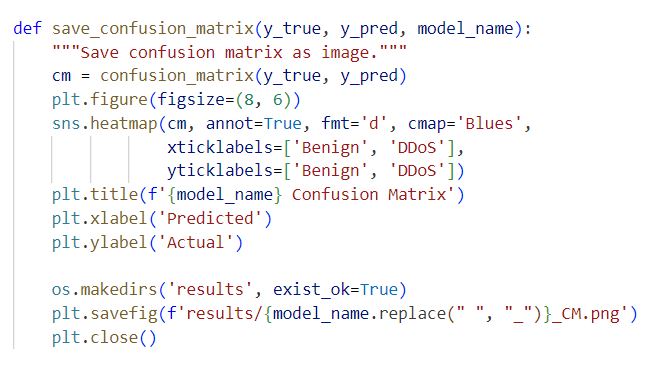 def save_confusion_matrix(y_true, y_pred, model_name):
    """Save confusion matrix as image."""
    cm = confusion_matrix(y_true, y_pred)
    plt.figure(figsize=(8, 6))
    sns.heatmap(cm, annot=True, fmt='d', cmap='Blues',
                xticklabels=['Benign', 'DDoS'],
                yticklabels=['Benign', 'DDoS'])
    plt.title(f'{model_name} Confusion Matrix')
    plt.xlabel('Predicted')
    plt.ylabel('Actual')

    os.makedirs('results', exist_ok=True)
    plt.savefig(f'results/{model_name.replace(" ", "_")}_CM.png')
    plt.close()